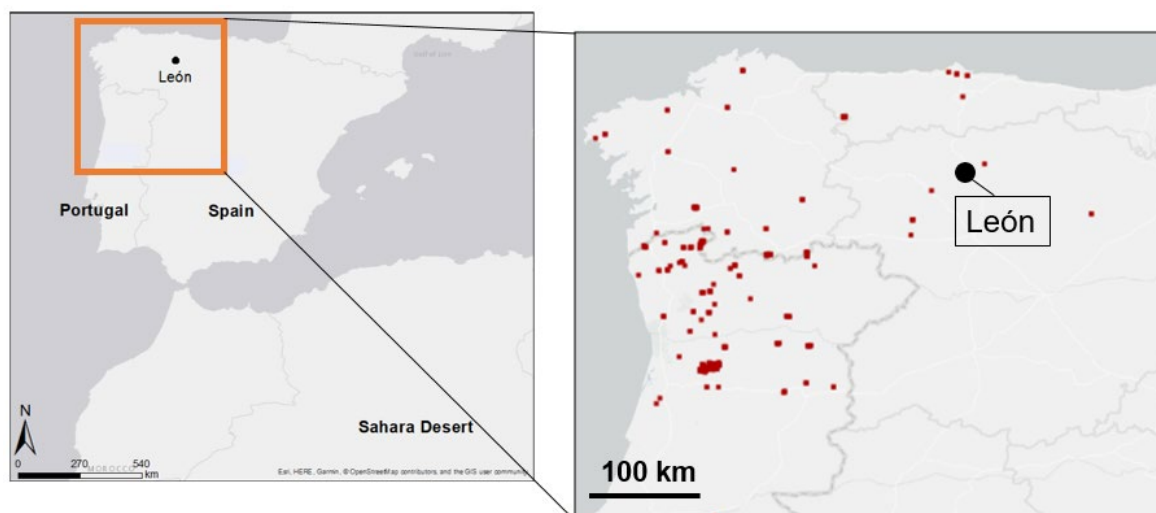 León
Portugal
Spain
Sahara Desert
N
0
270
540
km
MOROCCO
Esri, HERE, Garmin, © OpenStreetMap contributors, and the GIS user community
León
100 km